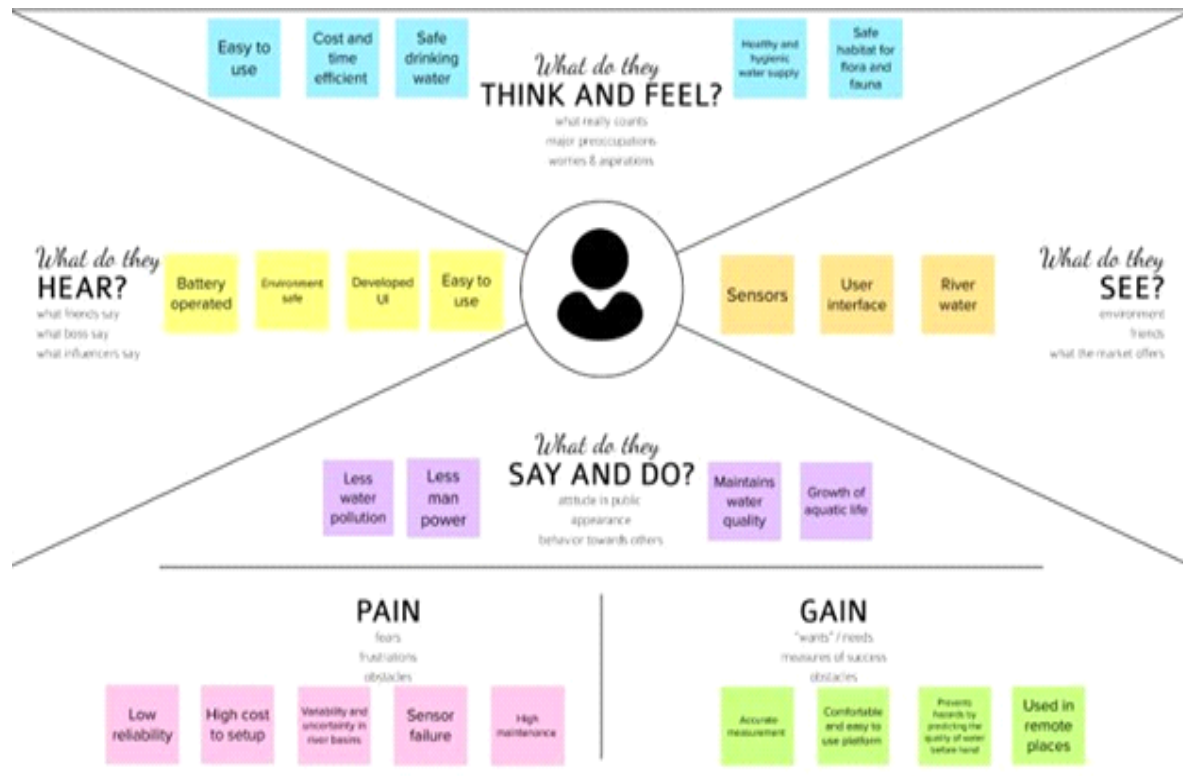 Easy to
use
Cost and
time
efficient
Safe
drinking
water
What do they
THINK AND FEEL?
what really counts
major preoccupations
worries & aspirations
Healthy and
hygienic
water supply
Safe
habitat for
flora and
fauna
What do they
HEAR?
what friends say
what boss say
what influencers say
Battery
operated
Environment
safe
Developed
UI
Easy to
use
Sensors
User
interface
River
water
What do they
SEE?
environment
friends
what the market offers
Less
water
pollution
Less
man
power
What do they
SAY AND DO?
attitude in public
appearance
behavior towards others
Maintains
water
quality
Growth of
aquatic life
PAIN
fears
frustrations
obstacles
Low
reliability
High cost
to setup
Variability and
uncertainty in
river basins
Sensor
failure
High
maintenance
GAIN
"wants" / needs
measures of success
obstacles
Accurate
measurement
Comfortable
and easy to
use platform
Prevents
hazards by
predicting the
quality of water
before hand
Used in
remote
places